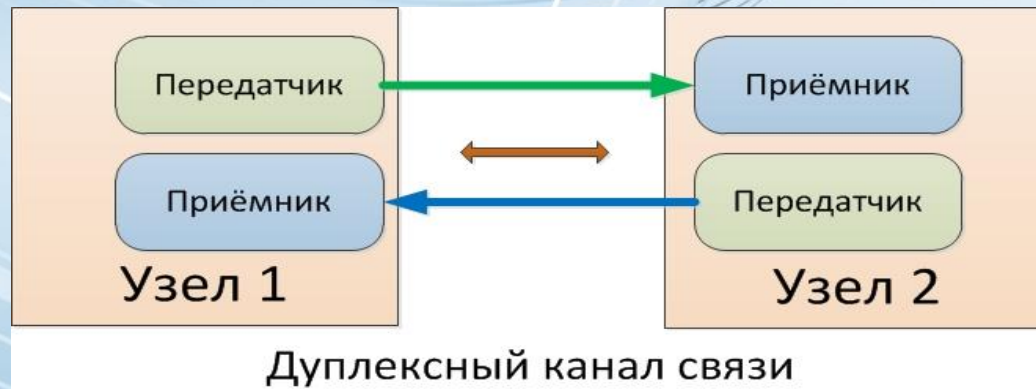 Передатчик
Приёмник
Приёмник
Передатчик
Узел 1
Узел 2
Дуплексный канал связи